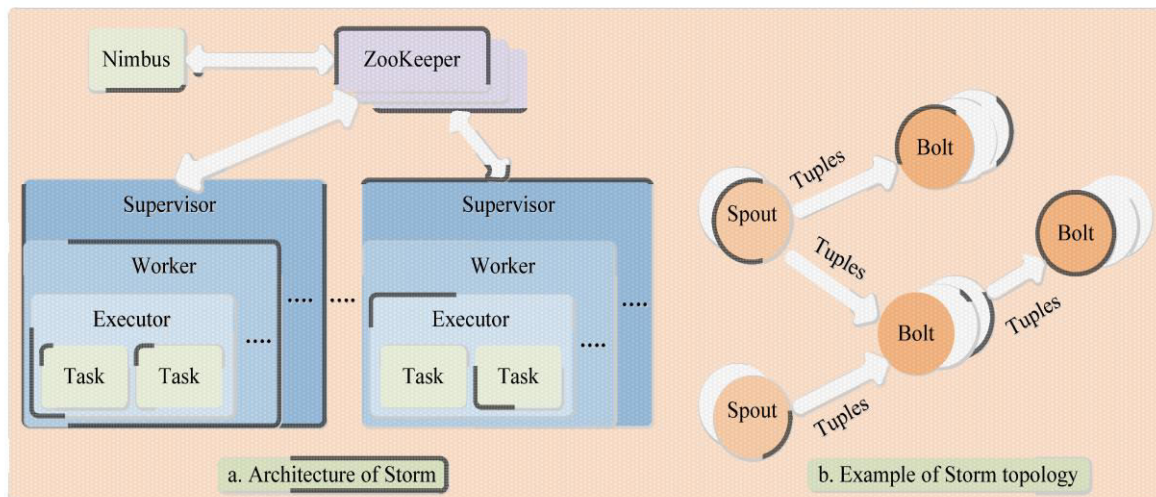 Nimbus
ZooKeeper
Supervisor
Worker
Executor
Task
Task
....
....
....
Supervisor
Worker
Executor
Task
Task
....
....
a. Architecture of Storm
Spout
Tuples
Bolt
Tuples
Bolt
Tuples
Bolt
Spout
Tuples
b. Example of Storm topology